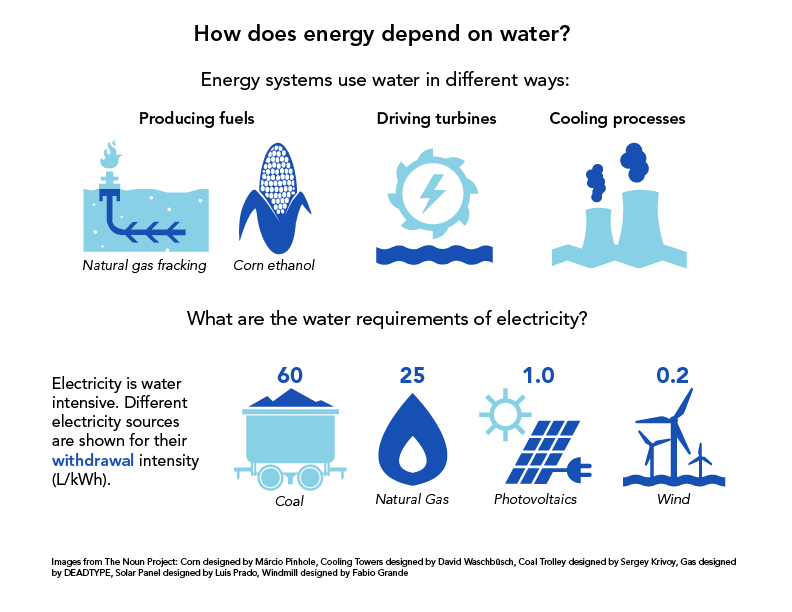 How does energy depend on water?
Energy systems use water in different ways:
Producing fuels
Driving turbines
Cooling processes
Natural gas fracking
Corn ethanol
What are the water requirements of electricity?
Electricity is water
intensive. Different
electricity sources
are shown for their
withdrawal intensity
(L/kWh).
60
25
1.0
0.2
Coal
Natural Gas
Photovoltaics
Wind
Images from The Noun Project: Corn designed by Márcio Pinhole, Cooling Towers designed by David Waschbüsch, Coal Trolley designed by Sergey Krivoy, Gas designed
by DEADTYPE, Solar Panel designed by Luis Prado, Windmill designed by Fabio Grande